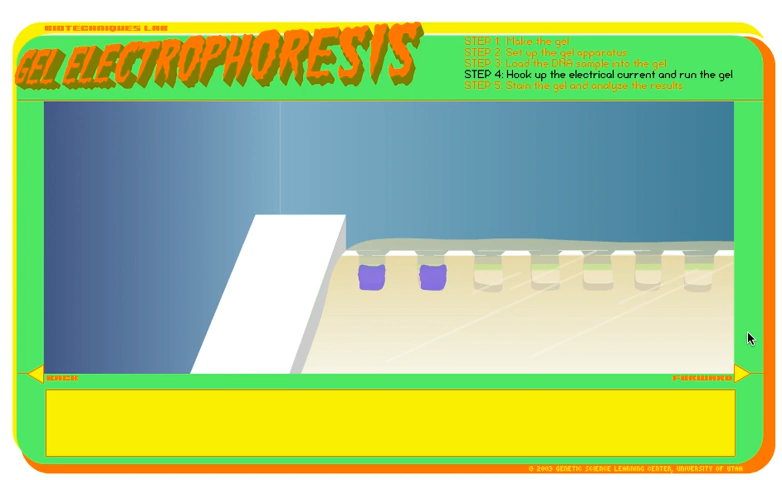 BIOTECHNIQUES LAB
GEL ELECTROPHORESIS
STEP 1: Make the gel
STEP 2: Set up the gel apparatus
STEP 3: Load the DNA sample into the gel
STEP 4: Hook up the electrical current and run the gel
STEP 5: Stain the gel and analyze the results
BACK
FORWARD
© 2003 GENETIC SCIENCE LEARNING CENTER, UNIVERSITY OF UTAH